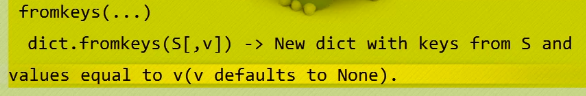 fromkeys(...)
dict.fromkeys(S[,v]) -> New dict with keys from S and
values equal to v(v defaults to None).